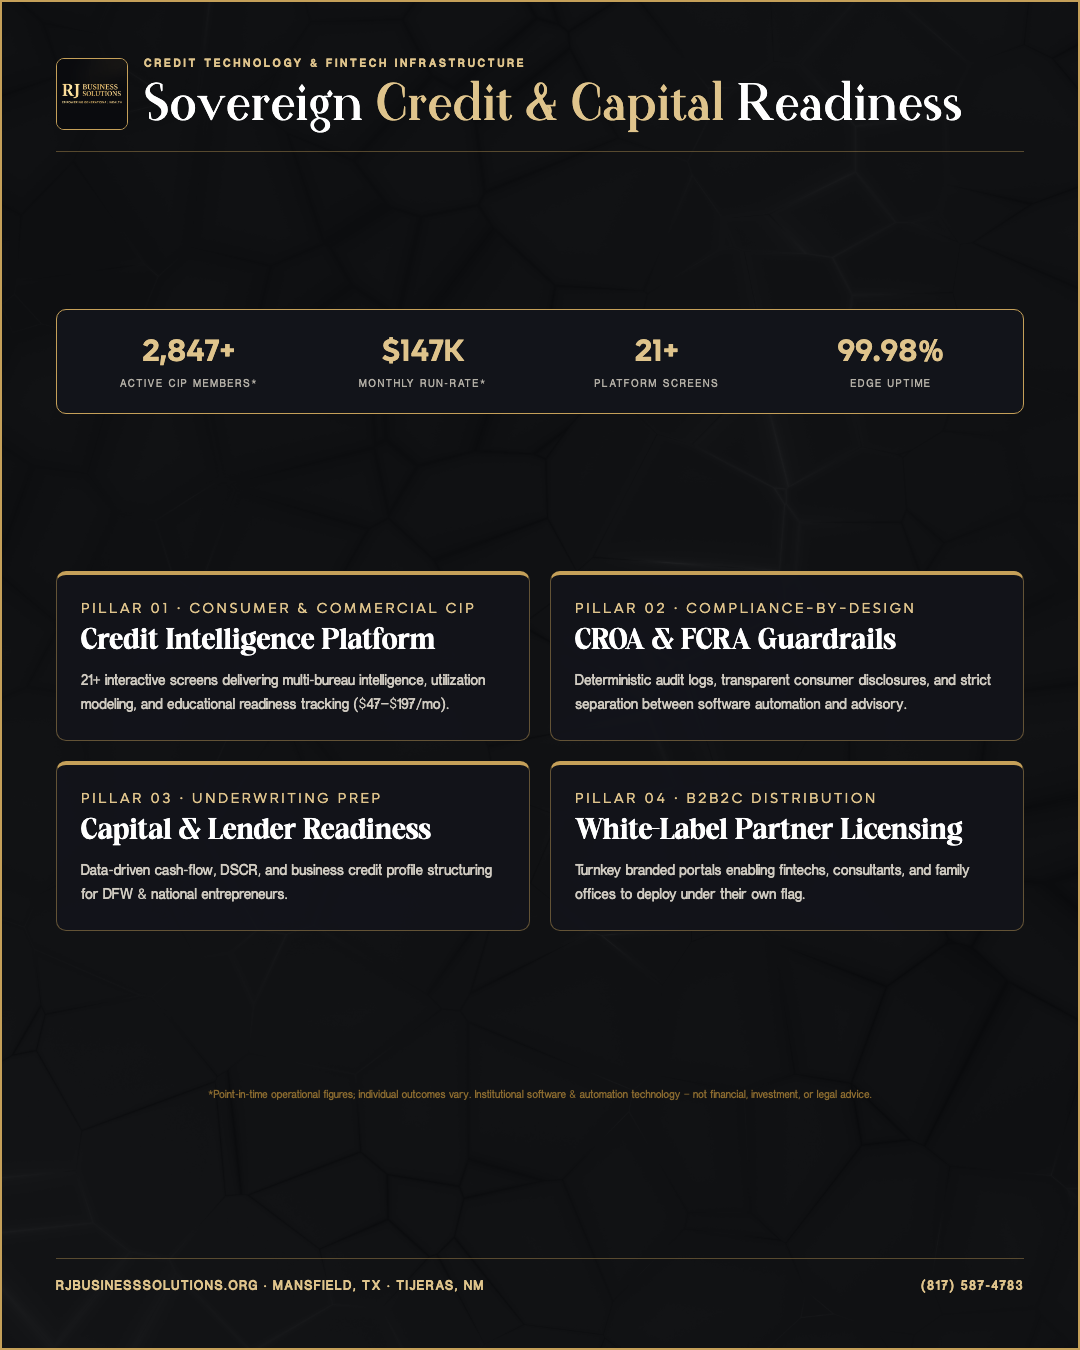 CREDIT TECHNOLOGY & FINTECH INFRASTRUCTURE
RJ BUSINESS SOLUTIONS
Sovereign Credit & Capital Readiness
2,847+
ACTIVE CIP MEMBERS*
$147K
MONTHLY RUN-RATE*
21+
PLATFORM SCREENS
99.98%
EDGE UPTIME
PILLAR 01 · CONSUMER & COMMERCIAL CIP
Credit Intelligence Platform
21+ interactive screens delivering multi-bureau intelligence, utilization
modeling, and educational readiness tracking ($47–$197/mo).
PILLAR 02 · COMPLIANCE-BY-DESIGN
CROA & FCRA Guardrails
Deterministic audit logs, transparent consumer disclosures, and strict
separation between software automation and advisory.
PILLAR 03 · UNDERWRITING PREP
Capital & Lender Readiness
Data-driven cash-flow, DSCR, and business credit profile structuring
for DFW & national entrepreneurs.
PILLAR 04 · B2B2C DISTRIBUTION
White-Label Partner Licensing
Turnkey branded portals enabling fintechs, consultants, and family
offices to deploy under their own flag.
*Point-in-time operational figures; individual outcomes vary. Institutional software & automation technology – not financial, investment, or legal advice.
RJBUSINESSSOLUTIONS.ORG · MANSFIELD, TX · TIJERAS, NM
(817) 587-4783